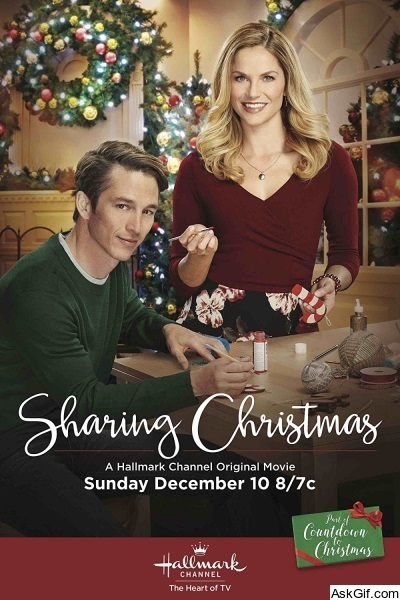 Sharing Christmas
A Hallmark Channel Original Movie
Sunday December 10 8/7c
Part of
Countdown
to
Christmas
Hallmark
CHANNEL
The Heart of TV
AskGif.com